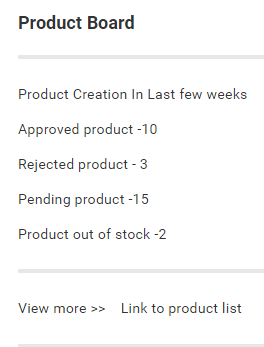 Product Board
Product Creation In Last few weeks
Approved product -10
Rejected product - 3
Pending product -15
Product out of stock -2
View more >> Link to product list